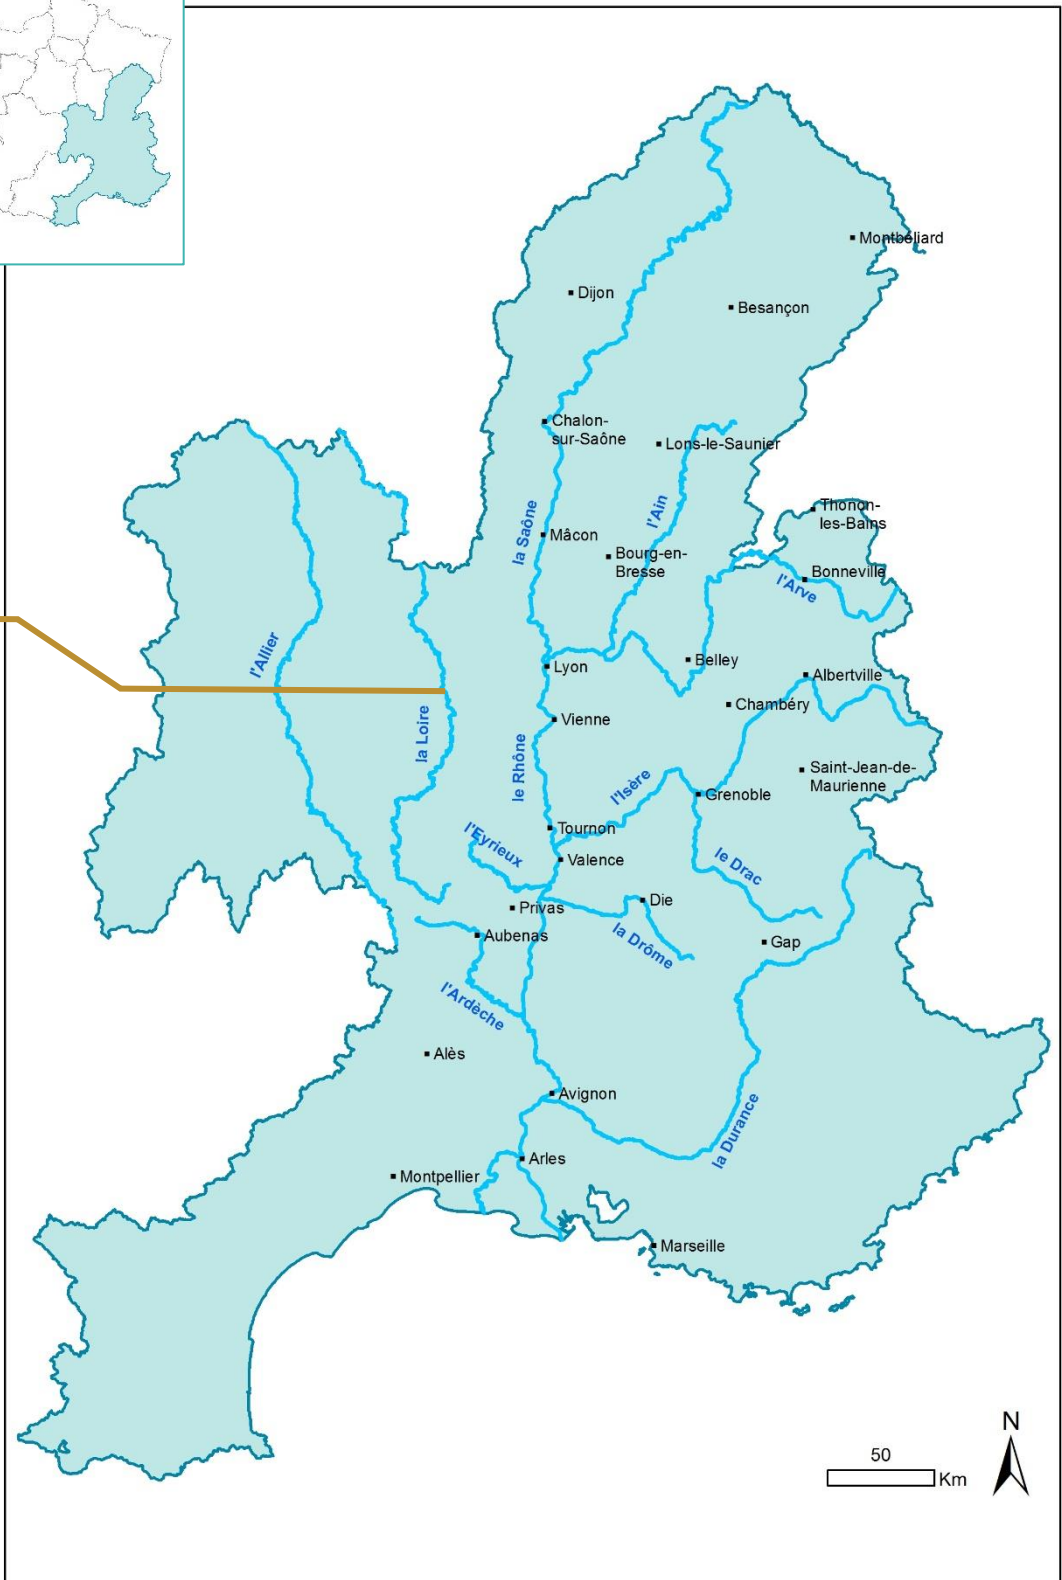 Montbéliard
Dijon
Besançon
Chalon-
sur-Saône
Lons-le-Saunier
l'Ain
Thonon-
les-Bains
la Saône
Mâcon
Bourg-en-
Bresse
Bonneville
l'Arve
l'Allier
Lyon
Belley
Albertville
Chambéry
la Loire
Vienne
le Rhône
Saint-Jean-de-
Maurienne
l'Isère
Grenoble
Tournon
l'Eyrieux
Valence
le Drac
Privas
Die
Aubenas
la Drôme
Gap
l'Ardèche
Alès
Avignon
la Durance
Arles
Montpellier
Marseille
N
50
Km